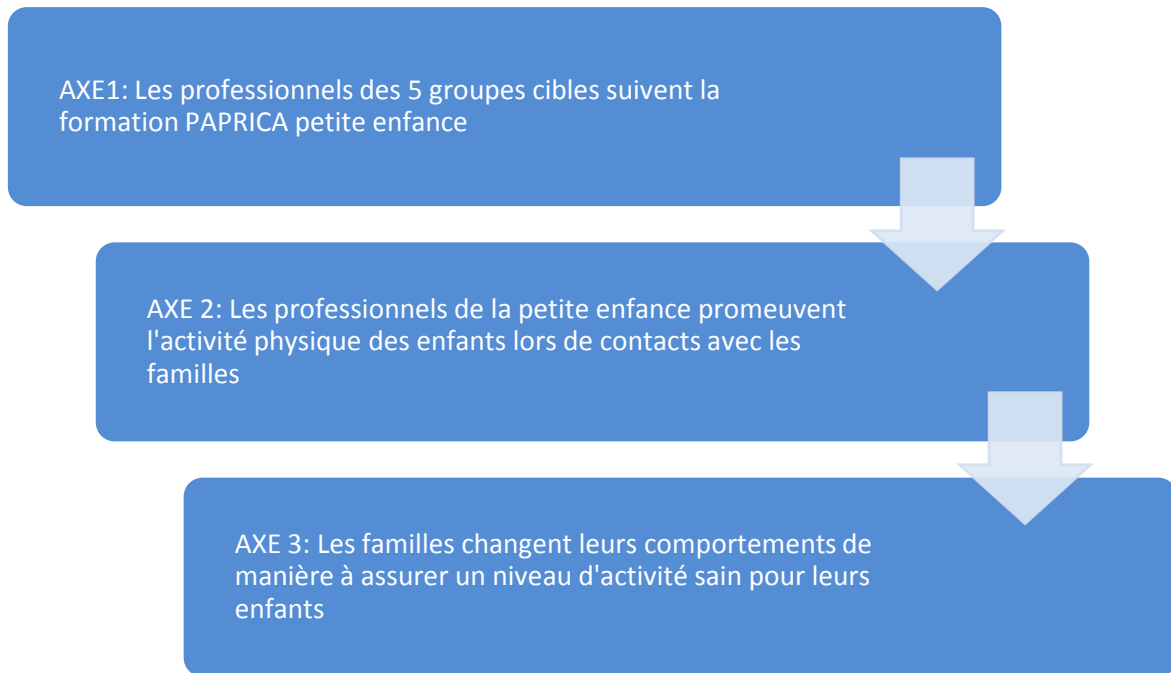 AXE1: Les professionnels des 5 groupes cibles suivent la
formation PAPRICA petite enfance
AXE 2: Les professionnels de la petite enfance promeuvent
l'activité physique des enfants lors de contacts avec les
familles
AXE 3: Les familles changent leurs comportements de
manière à assurer un niveau d'activité sain pour leurs
enfants